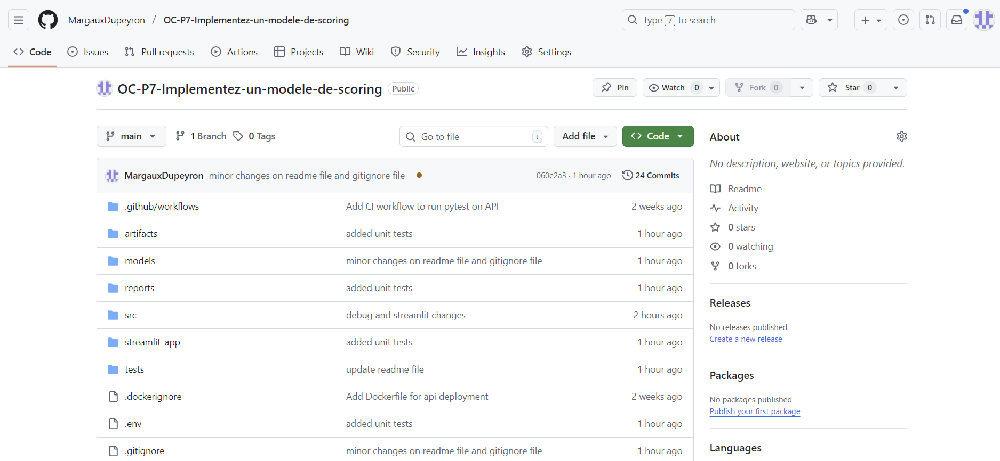 MargauxDupeyron / OC-P7-Implementez-un-modele-de-scoring
Type / to search
Code
Issues
Pull requests
Actions
Projects
Wiki
Security
Insights
Settings
OC-P7-Implementez-un-modele-de-scoring Public
Pin
Watch 0
Fork 0
Star 0
main
1 Branch
0 Tags
Go to file t
Add file
Code
MargauxDupeyron minor changes on readme file and gitignore file 060e2a3 · 1 hour ago 24 Commits
.github/workflows Add CI workflow to run pytest on API 2 weeks ago
artifacts added unit tests 1 hour ago
models minor changes on readme file and gitignore file 1 hour ago
reports added unit tests 1 hour ago
src debug and streamlit changes 2 hours ago
streamlit_app added unit tests 1 hour ago
tests update readme file 1 hour ago
.dockerignore Add Dockerfile for api deployment 2 weeks ago
.env added unit tests 1 hour ago
.gitignore minor changes on readme file and gitignore file 1 hour ago
About
No description, website, or topics provided.
Readme
Activity
0 stars
0 watching
0 forks
Releases
No releases published
Create a new release
Packages
No packages published
Publish your first package
Languages